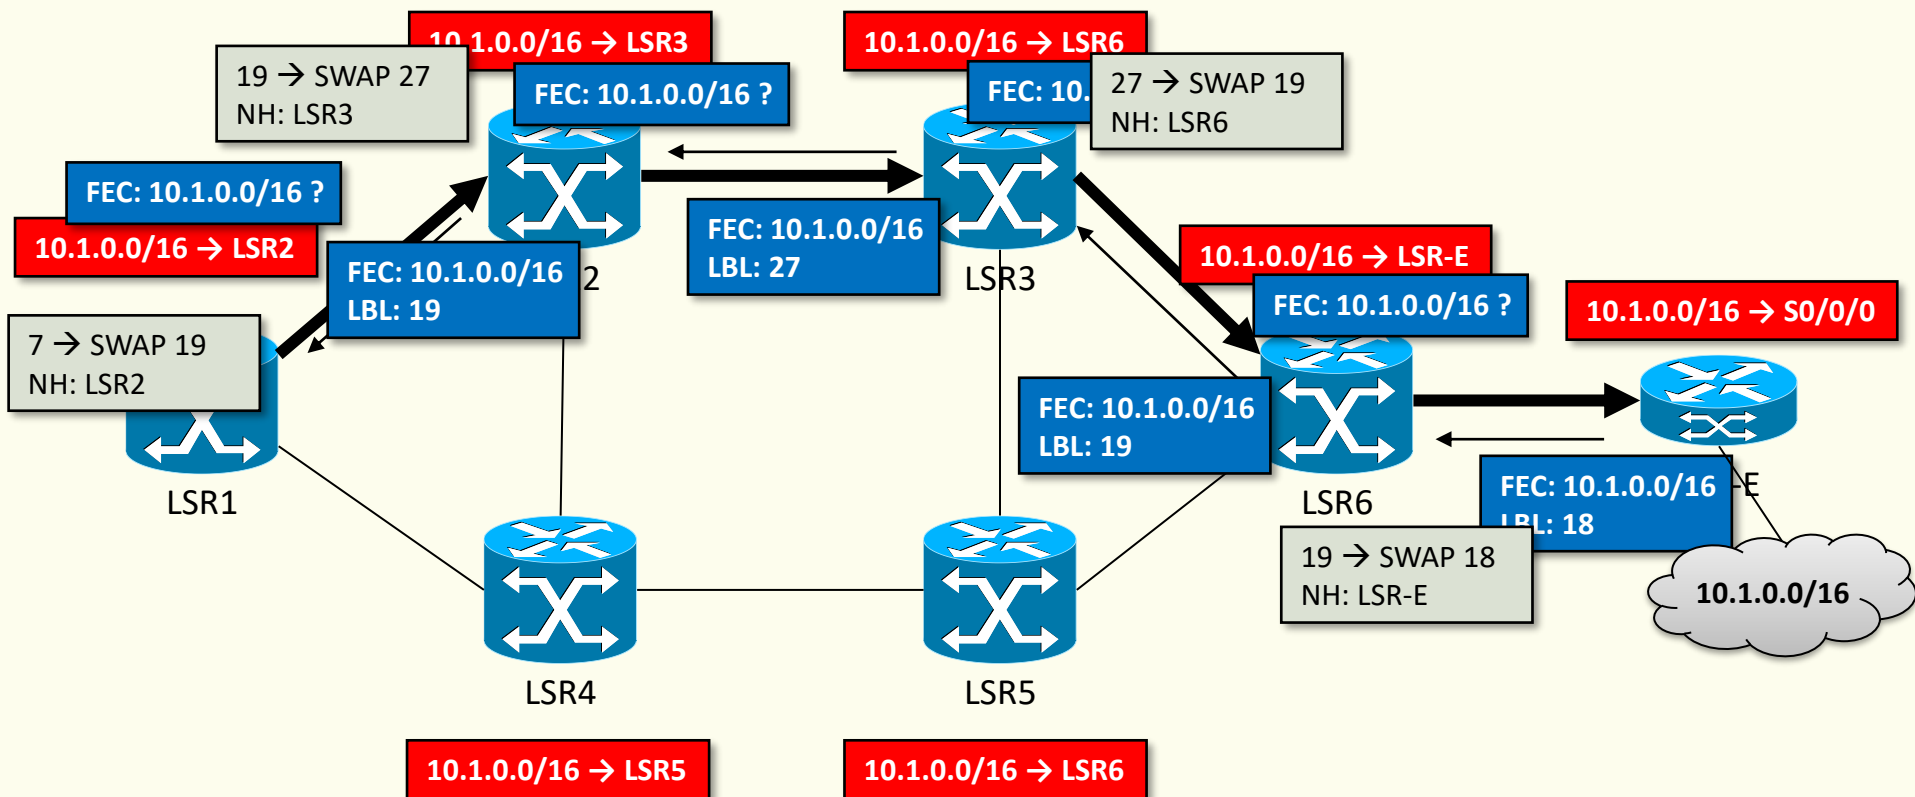 10.1.0.0/16 → LSR3
10.1.0.0/16 → LSR6
19 → SWAP 27
NH: LSR3
FEC: 10.1.0.0/16 ?
FEC: 10.
27 → SWAP 19
NH: LSR6
FEC: 10.1.0.0/16 ?
10.1.0.0/16 → LSR2
FEC: 10.1.0.0/16
LBL: 19
2
FEC: 10.1.0.0/16
LBL: 27
LSR3
10.1.0.0/16 → LSR-E
FEC: 10.1.0.0/16 ?
10.1.0.0/16 → S0/0/0
7 → SWAP 19
NH: LSR2
LSR1
FEC: 10.1.0.0/16
LBL: 19
LSR6
FEC: 10.1.0.0/16
LBL: 18
-E
19 → SWAP 18
NH: LSR-E
10.1.0.0/16
LSR4
LSR5
10.1.0.0/16 → LSR5
10.1.0.0/16 → LSR6